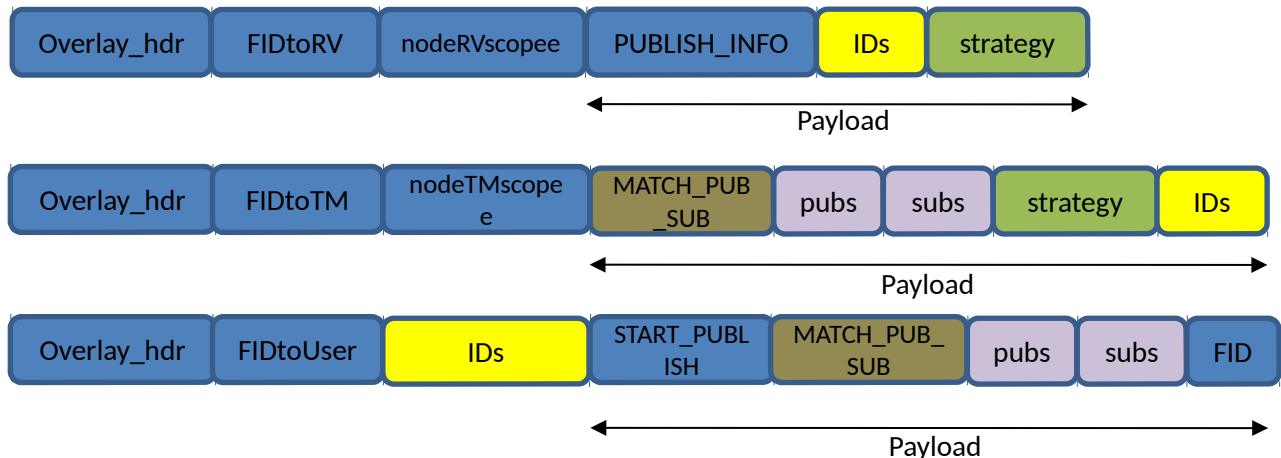 Overlay_hdr FIDtoRV nodeRVscopee PUBLISH_INFO IDs strategy
Payload
Overlay_hdr FIDtoTM nodeTMscope
e MATCH_PUB
_SUB pubs subs strategy IDs
Payload
Overlay_hdr FIDtoUser IDs START_PUBL
ISH MATCH_PUB_
SUB pubs subs FID
Payload